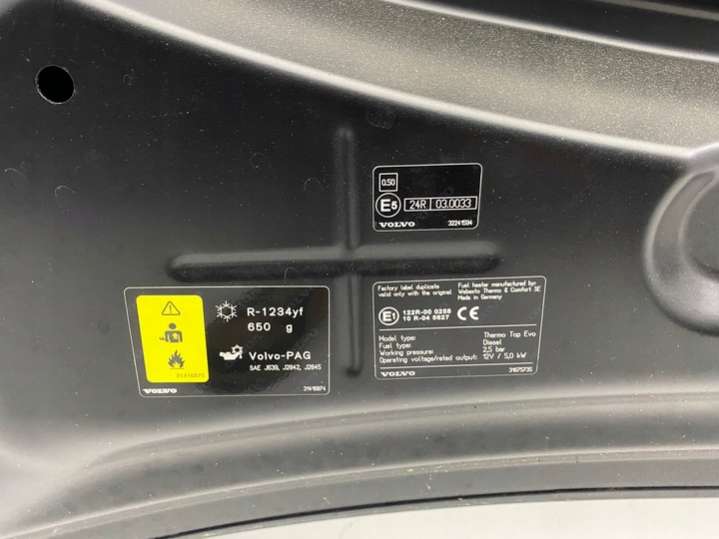 0.50
E5 24R 03.0033
VOLVO 32241594
R-1234yf
650 g
Volvo-PAG
SAE J639, J2842, J2845
VOLVO
Factory label duplicate
valid only with the original
Fuel heater manufactured by:
Webasto Thermo & Comfort SE
Made in Germany
E1 122R-00 0258
10 R-04 5627 CE
Model type: Thermo Top Evo
Fuel type: Diesel
Working pressure: 2,5 bar
Operating voltage/rated output: 12V / 5,0 kW
VOLVO 31675735